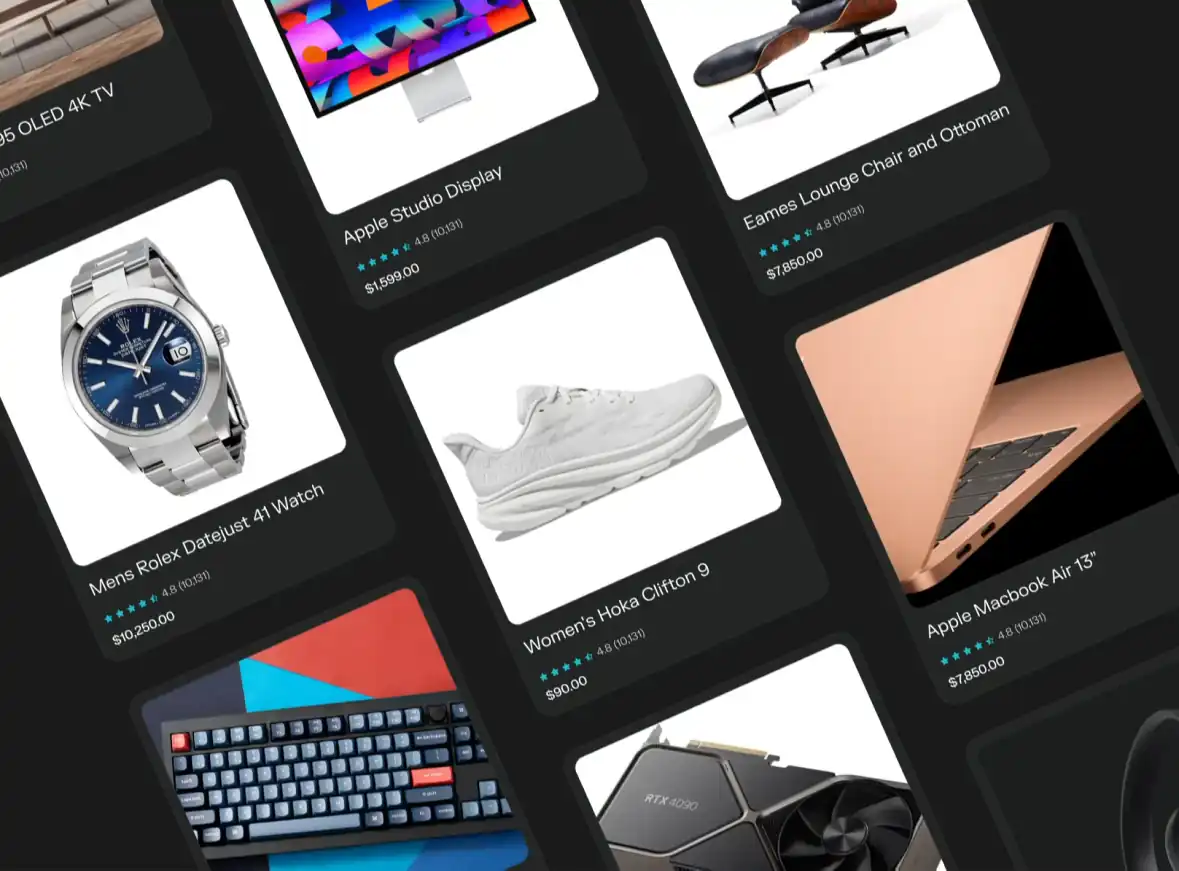 95 OLED 4K TV
(10,131)
Apple Studio Display
4.8 (10,131)
$1,599.00
Eames Lounge Chair and Ottoman
4.8 (10,131)
$7,850.00
ROLEX
Mens Rolex Datejust 41 Watch
4.8 (10,131)
$10,250.00
Women's Hoka Clifton 9
4.8 (10,131)
$90.00
Apple Macbook Air 13"
4.8 (10,131)
$7,850.00
RTX 4090